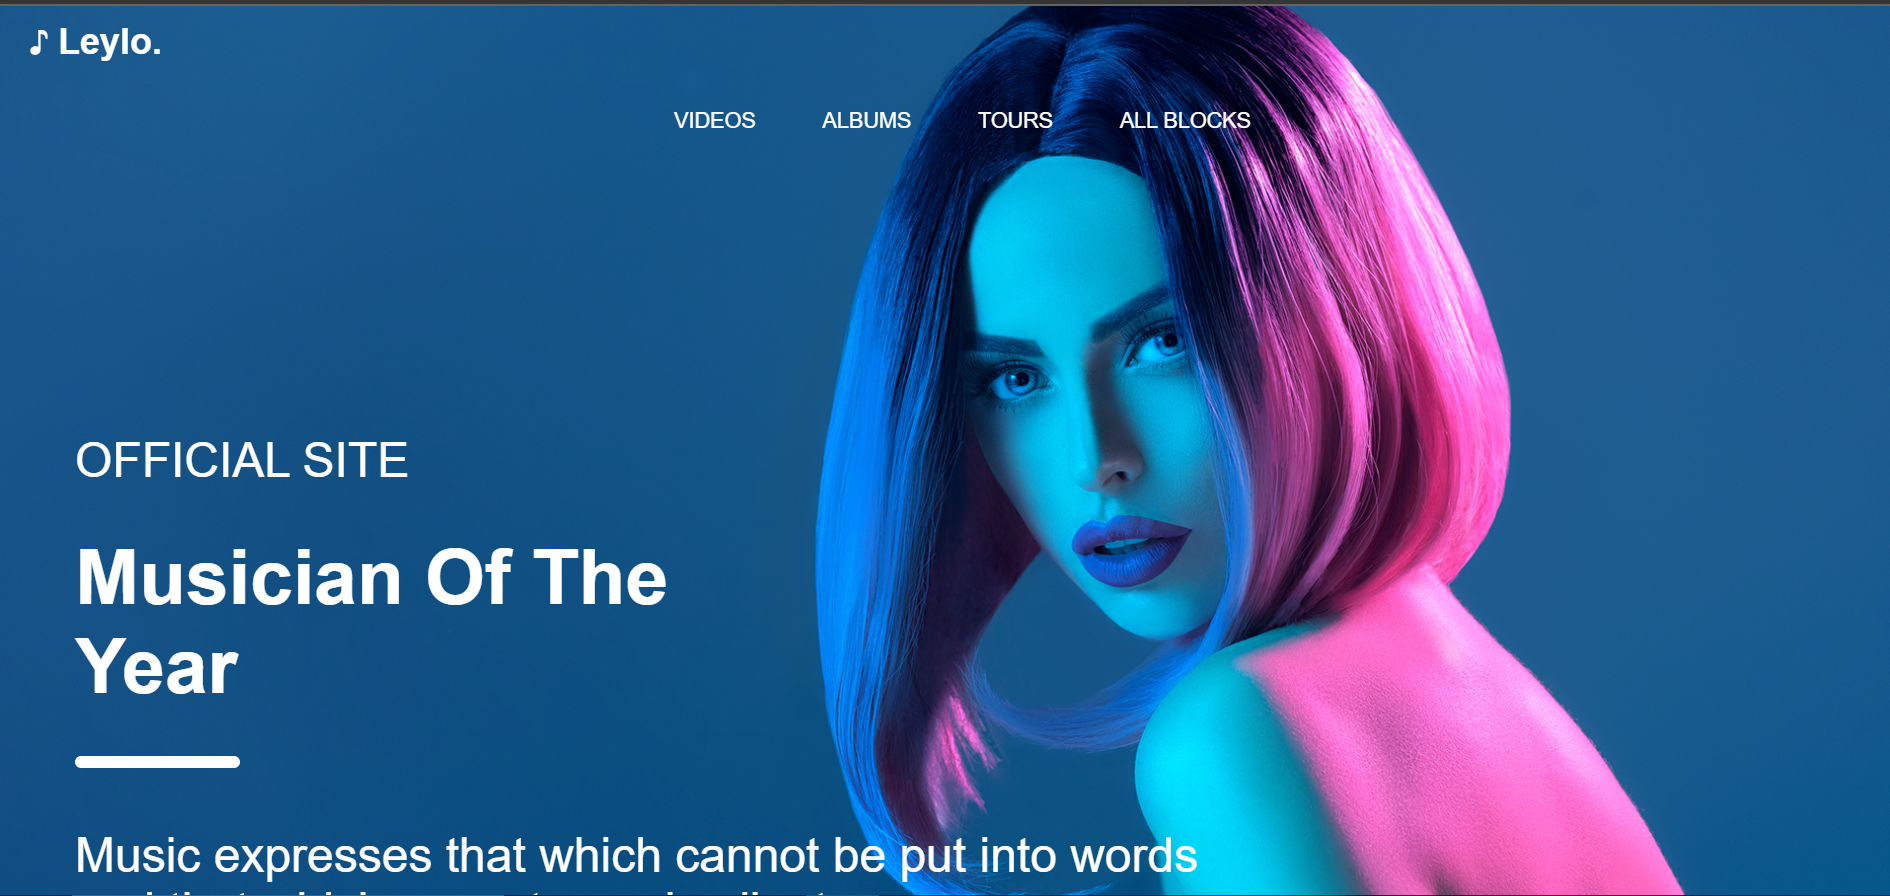 ♪ Leylo.
VIDEOS ALBUMS TOURS ALL BLOCKS
OFFICIAL SITE
Musician Of The
Year
Music expresses that which cannot be put into words